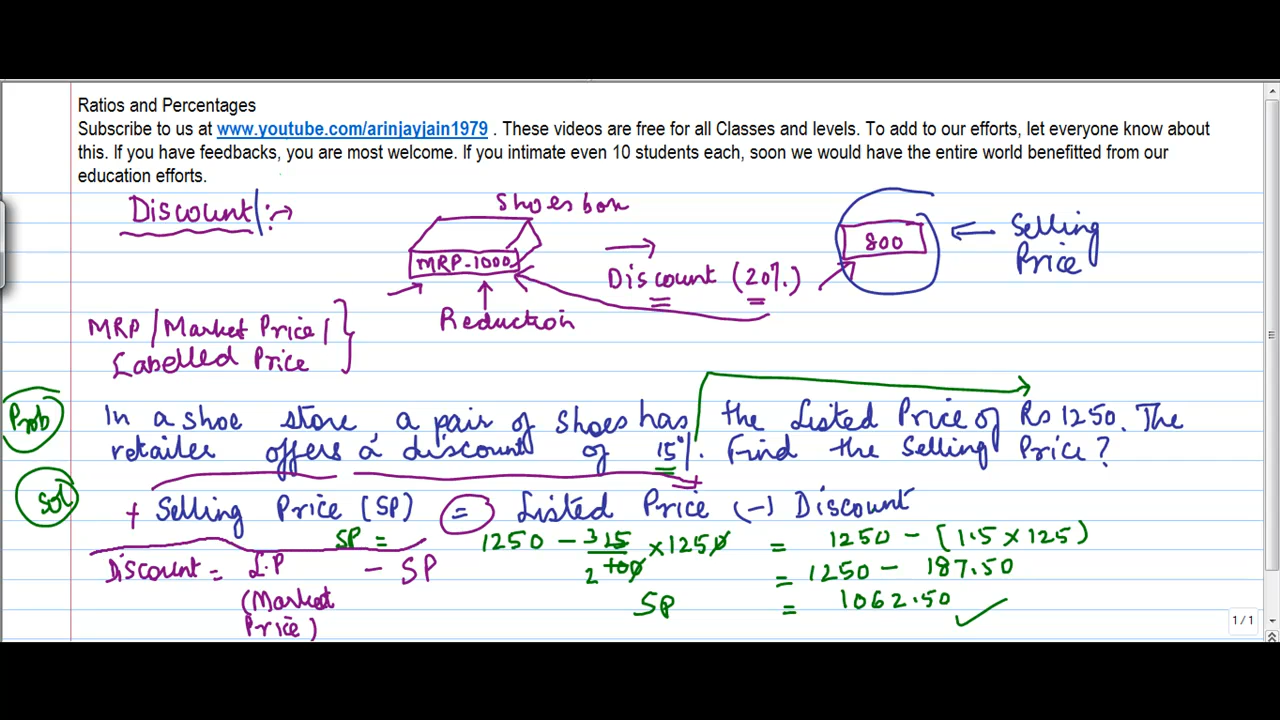 Ratios and Percentages
Subscribe to us at www.youtube.com/arinjayjain1979 . These videos are free for all Classes and levels. To add to our efforts, let everyone know about
this. If you have feedbacks, you are most welcome. If you intimate even 10 students each, soon we would have the entire world benefitted from our
education efforts.
Discount :→
Shoes box
MRP-1000
→
Discount (20%)
800
← Selling
Price
Reduction
MRP / Market Price /
Labelled Price }
Prob
In a shoe store, a pair of shoes has the Listed Price of Rs 1250. The
retailer offers a discount of 15%. Find the Selling Price?
Sol
+ Selling Price (SP) = Listed Price (-) Discount
SP = 1250 - 315/2 100 × 1250 = 1250 - (1.5 × 125)
Discount = L.P - SP
(Market
Price)
= 1250 - 187.50
SP = 1062.50 ✓
1 / 1